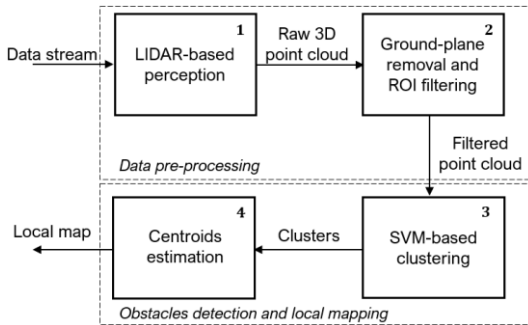 1
2
Data stream
LIDAR-based
perception
Raw 3D
point cloud
Ground-plane
removal and
ROI filtering
Data pre-processing
Filtered
point cloud
4
3
Local map
Centroids
estimation
Clusters
SVM-based
clustering
Obstacles detection and local mapping